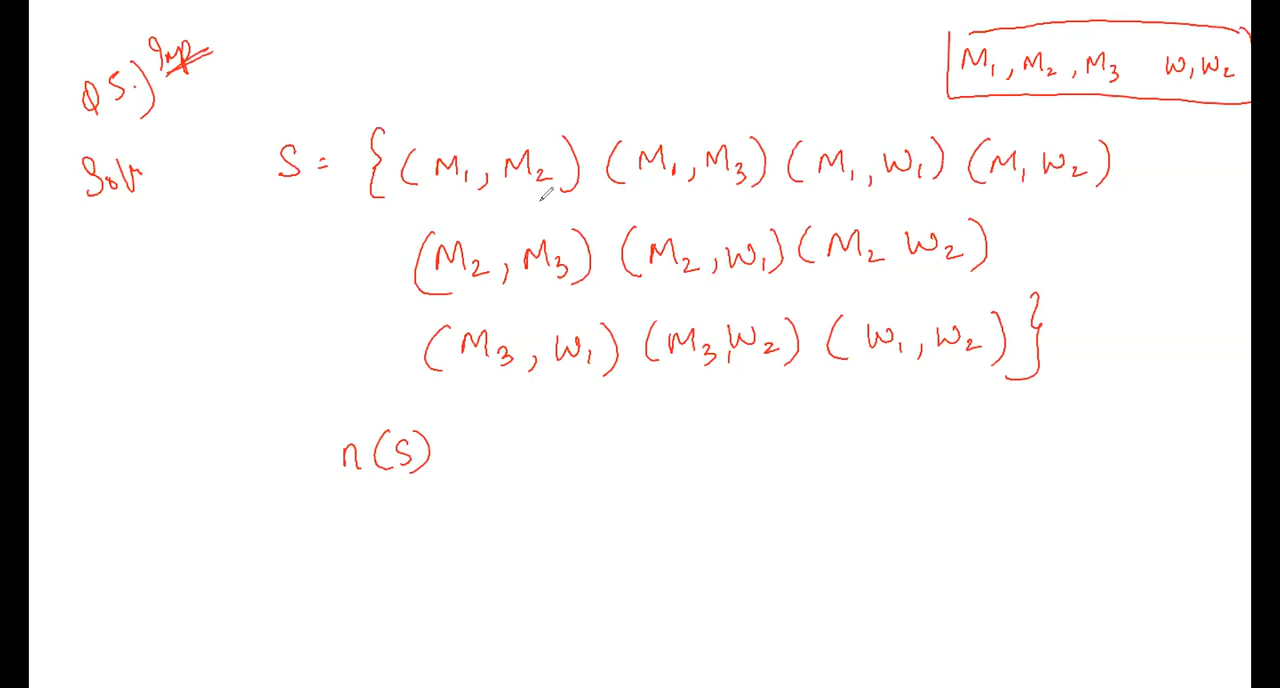 Q5.) Imp
M₁, M₂, M₃ W₁ W₂
Solⁿ S = { (M₁, M₂) (M₁, M₃) (M₁, W₁) (M₁ W₂)
(M₂, M₃) (M₂, W₁) (M₂ W₂)
(M₃, W₁) (M₃, W₂) (W₁, W₂) }
n(S)